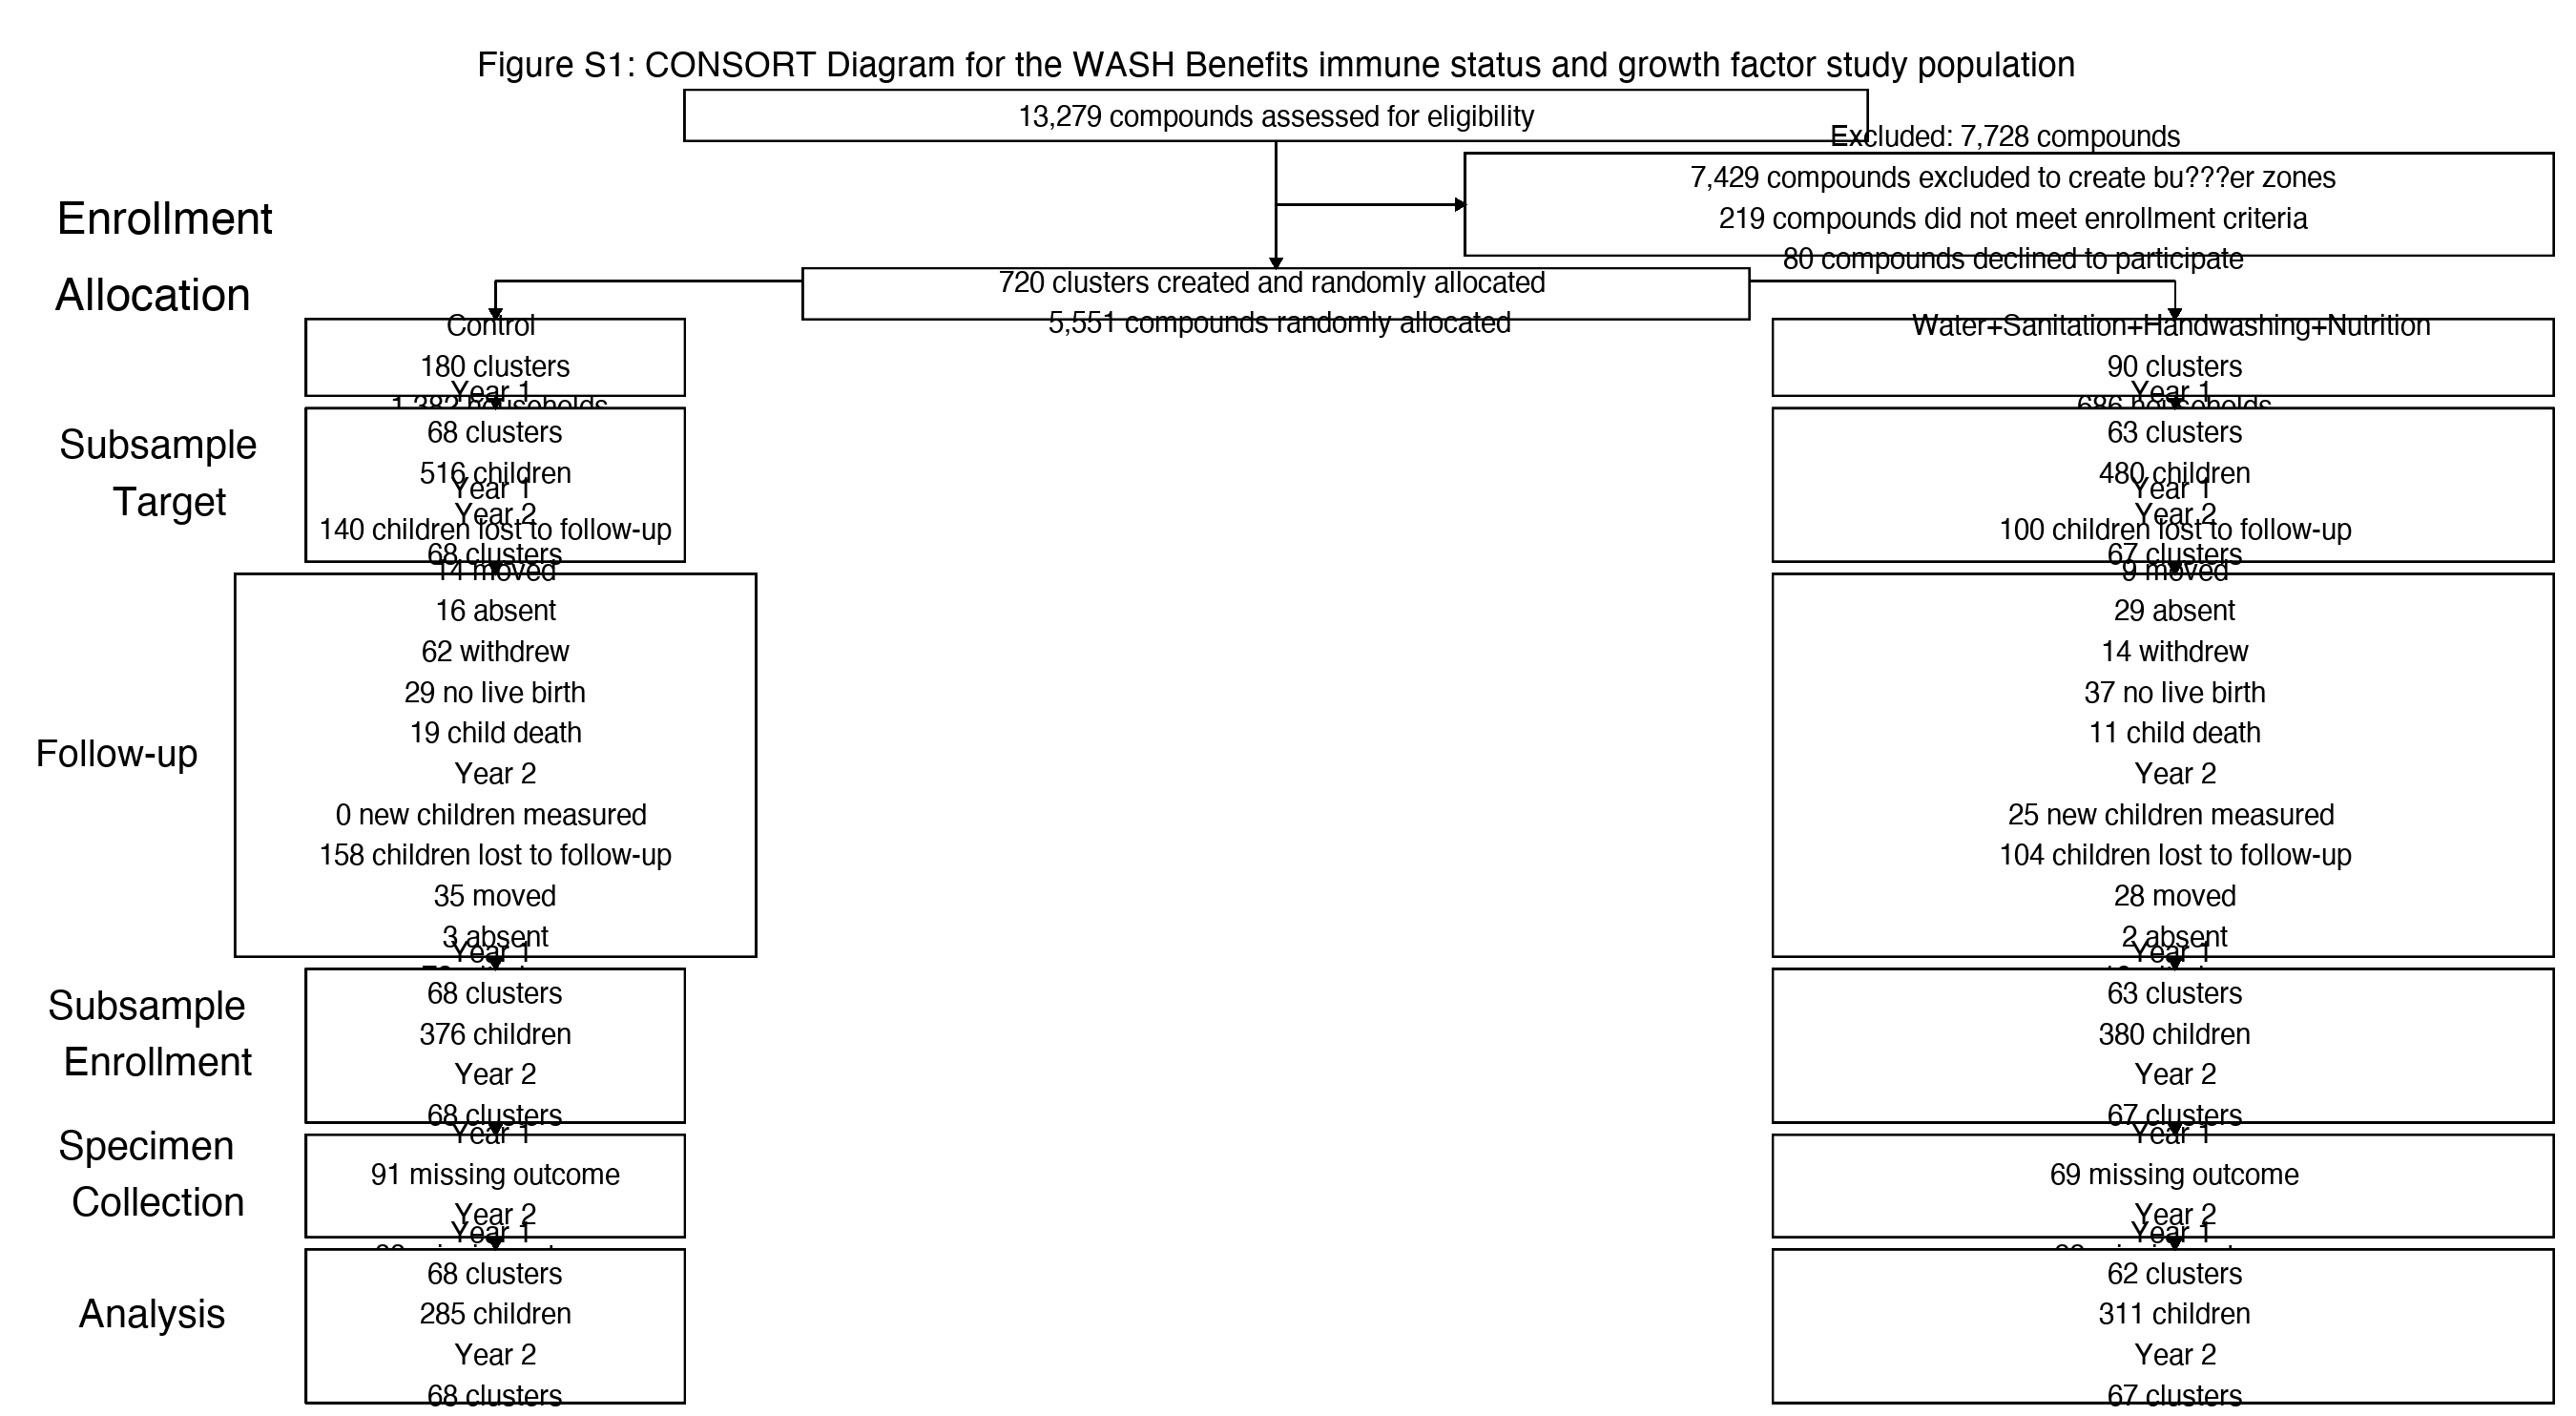 Figure S1: CONSORT Diagram for the WASH Benefits immune status and growth factor study population
13,279 compounds assessed for eligibility
Excluded: 7,728 compounds
7,429 compounds excluded to create bu???er zones
219 compounds did not meet enrollment criteria
80 compounds declined to participate
Enrollment
Allocation
720 clusters created and randomly allocated
5,551 compounds randomly allocated
Control
180 clusters
1,382 households
Water+Sanitation+Handwashing+Nutrition
90 clusters
686 households
Subsample
Target
Year 1
68 clusters
516 children
Year 2
68 clusters
Year 1
63 clusters
480 children
Year 2
67 clusters
Follow-up
Year 1
140 children lost to follow-up
14 moved
16 absent
62 withdrew
29 no live birth
19 child death
Year 2
0 new children measured
158 children lost to follow-up
35 moved
3 absent
Year 1
100 children lost to follow-up
9 moved
29 absent
14 withdrew
37 no live birth
11 child death
Year 2
25 new children measured
104 children lost to follow-up
28 moved
2 absent
Subsample
Enrollment
Year 1
68 clusters
376 children
Year 2
68 clusters
Year 1
63 clusters
380 children
Year 2
67 clusters
Specimen
Collection
Year 1
91 missing outcome
Year 2
Year 1
69 missing outcome
Year 2
Analysis
Year 1
68 clusters
285 children
Year 2
68 clusters
Year 1
62 clusters
311 children
Year 2
67 clusters